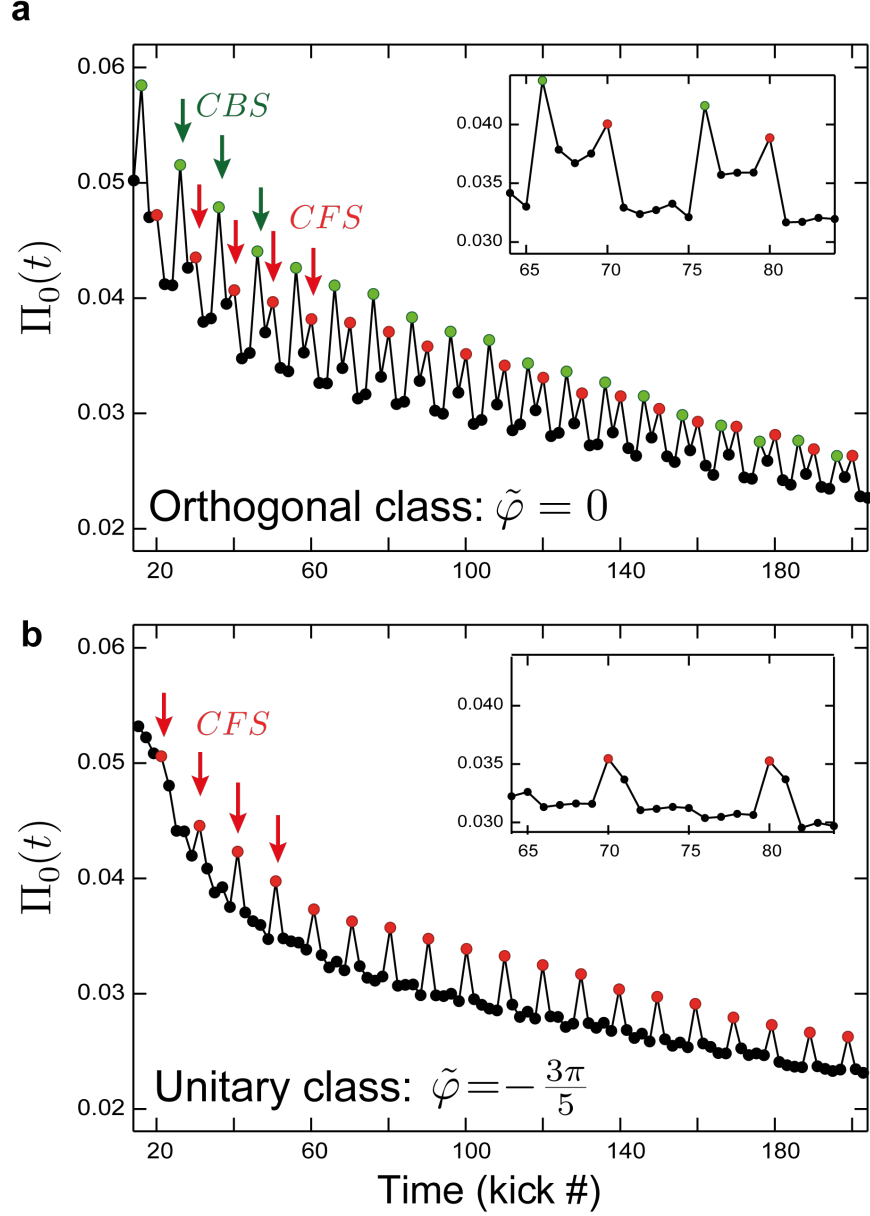 a
0.06
0.05
0.04
0.03
0.02
Π₀(t)
CBS
CFS
0.040
0.035
0.030
65 70 75 80
Orthogonal class: φ̃ = 0
20 60 100 140 180
b
0.06
0.05
0.04
0.03
0.02
Π₀(t)
CFS
0.040
0.035
0.030
65 70 75 80
Unitary class: φ̃ = − 3π/5
20 60 100 140 180
Time (kick #)